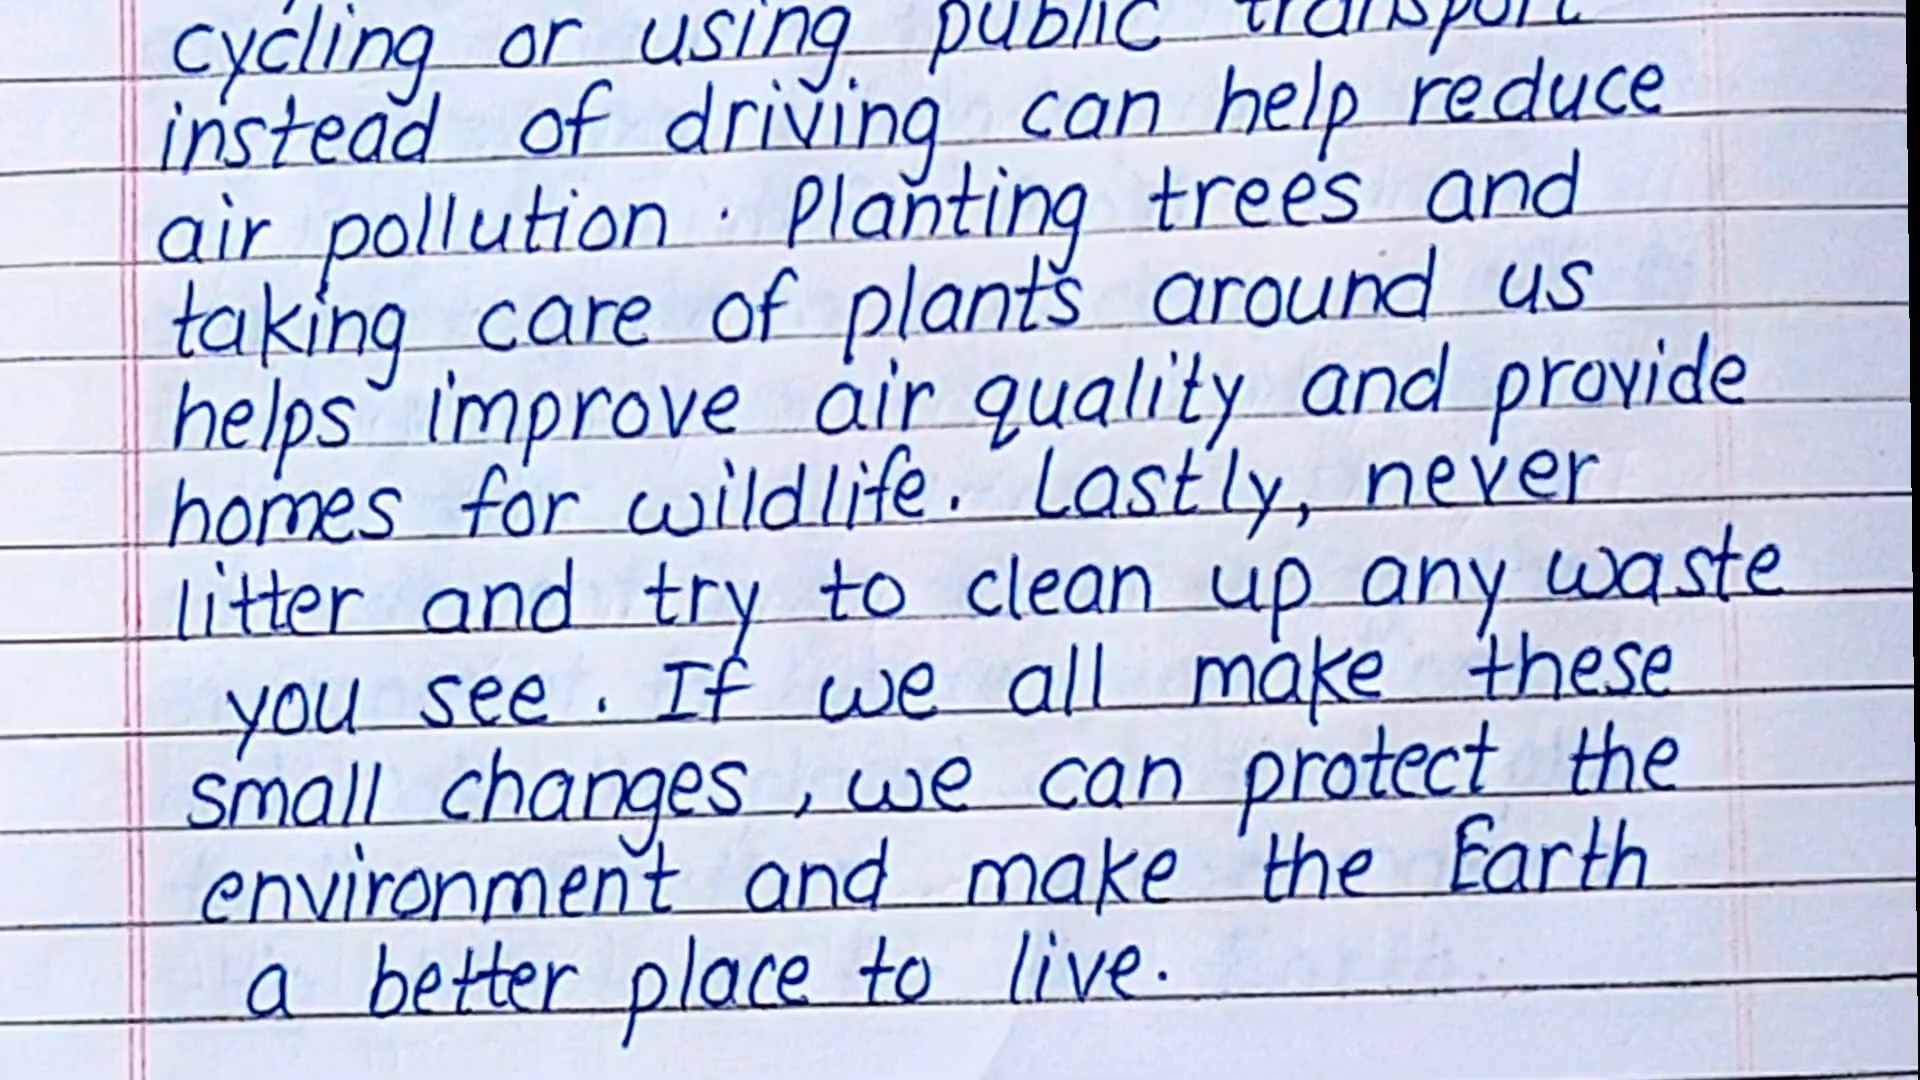 cycling or using public transport
instead of driving can help reduce
air pollution. Planting trees and
taking care of plants around us
helps improve air quality and provide
homes for wildlife. Lastly, never
litter and try to clean up any waste
you see. If we all make these
small changes, we can protect the
environment and make the Earth
a better place to live.